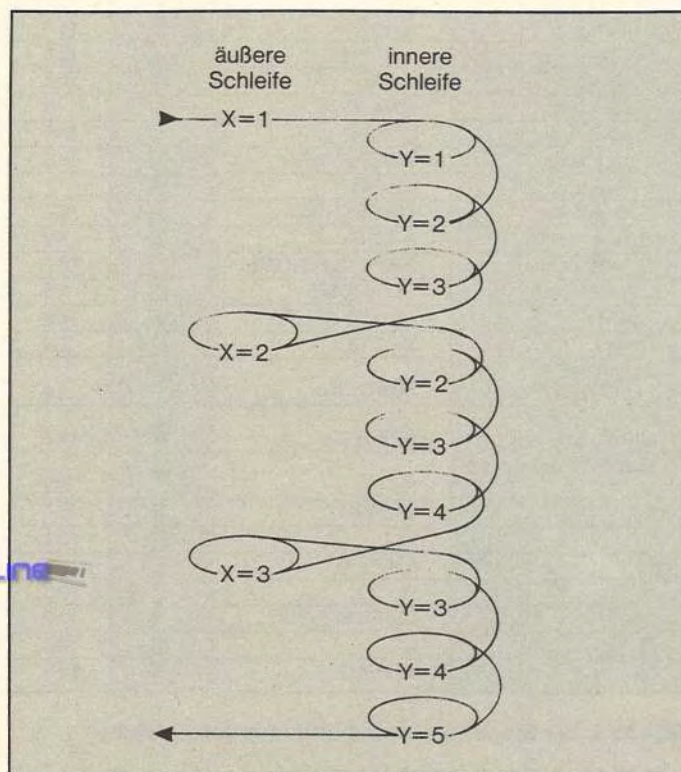 äußere
Schleife
innere
Schleife
X=1
Y=1
Y=2
Y=3
X=2
Y=2
Y=3
Y=4
X=3
Y=3
Y=4
Y=5